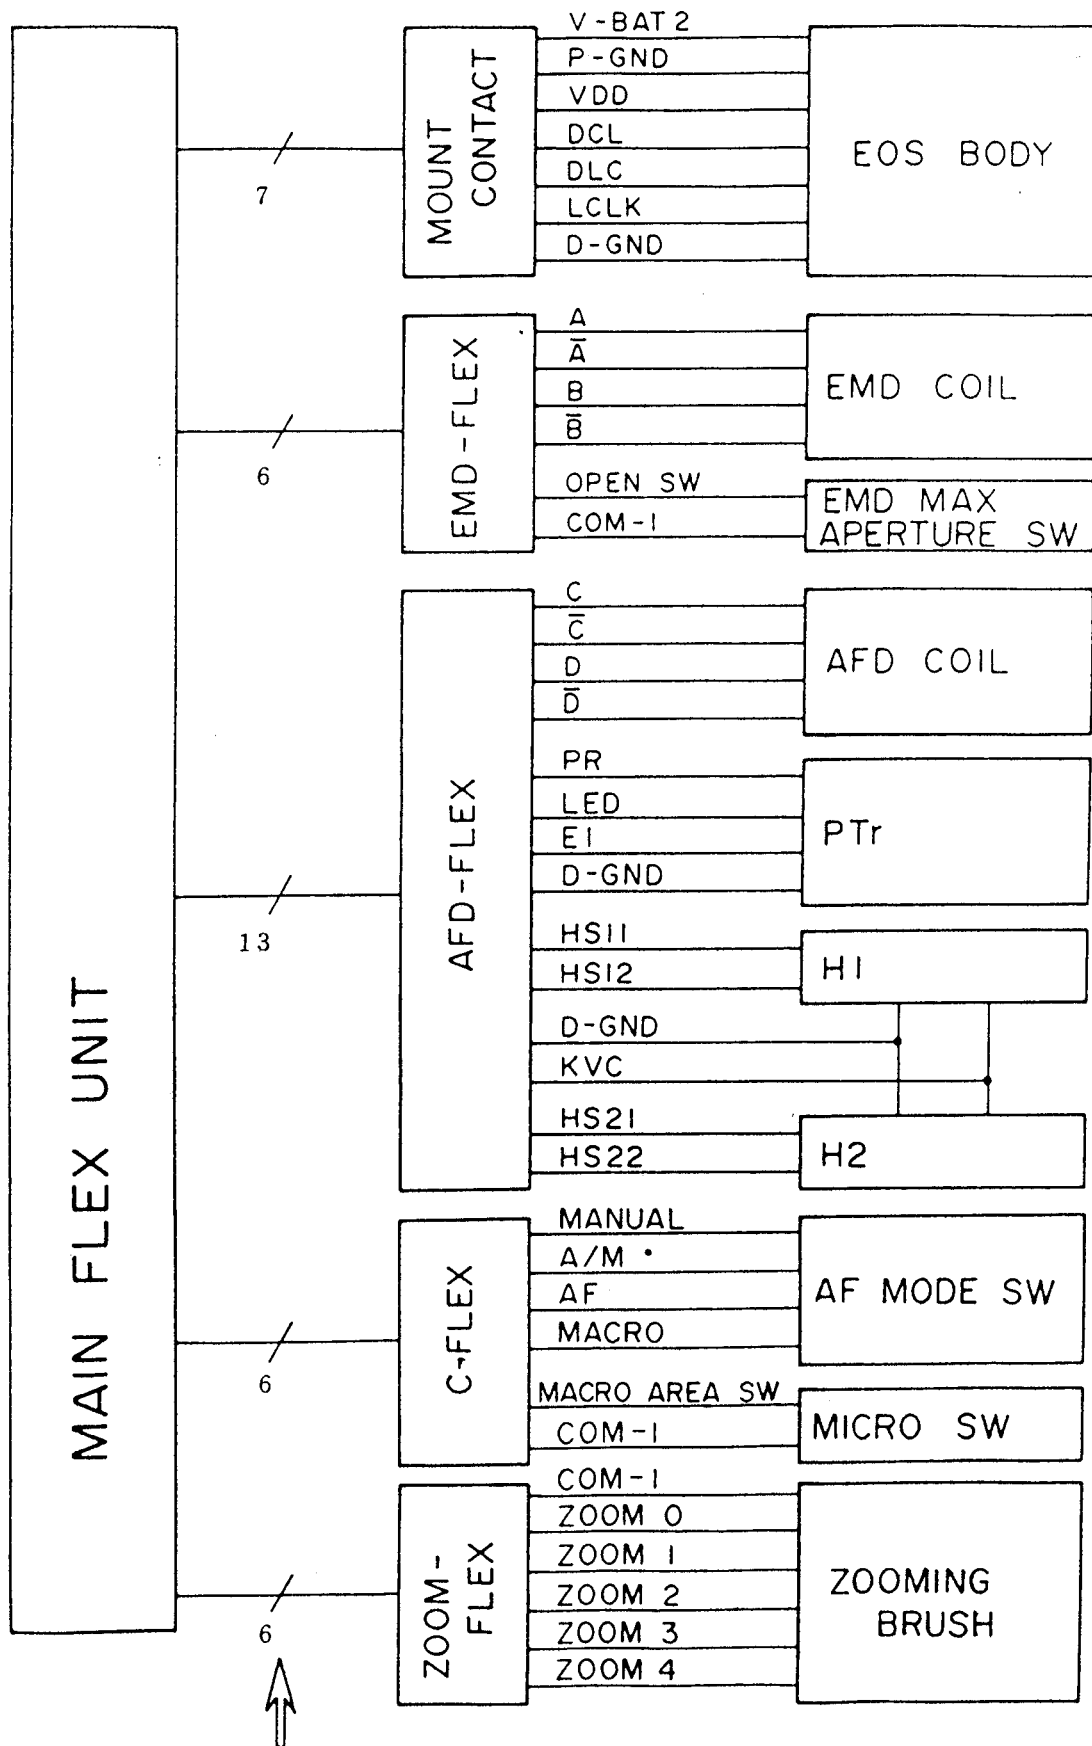 MAIN FLEX UNIT
7
MOUNT
CONTACT
V-BAT2
P-GND
VDD
DCL
DLC
LCLK
D-GND
EOS BODY
6
EMD-FLEX
A
A̅
B
B̅
EMD COIL
OPEN SW
COM-1
EMD MAX
APERTURE SW
13
AFD-FLEX
C
C̅
D
D̅
AFD COIL
PR
LED
E1
D-GND
PTr
HS11
HS12
H1
D-GND
KVC
HS21
HS22
H2
6
C-FLEX
MANUAL
A/M
AF
MACRO
AF MODE SW
MACRO AREA SW
COM-1
MICRO SW
6
ZOOM-
FLEX
COM-1
ZOOM 0
ZOOM 1
ZOOM 2
ZOOM 3
ZOOM 4
ZOOMING
BRUSH